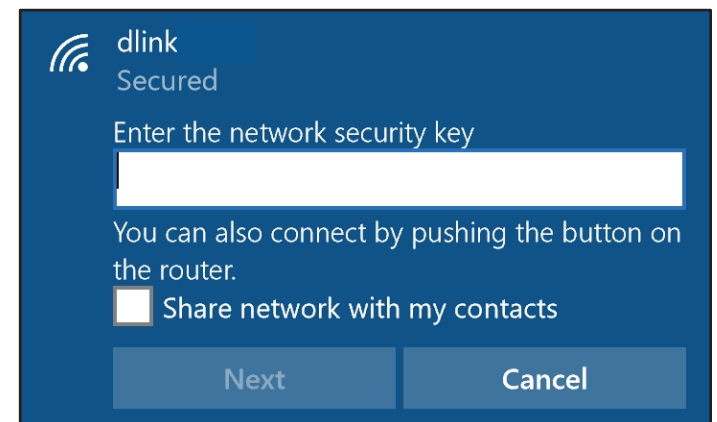 dlink
Secured
Enter the network security key
You can also connect by pushing the button on
the router.
Share network with my contacts
Next
Cancel